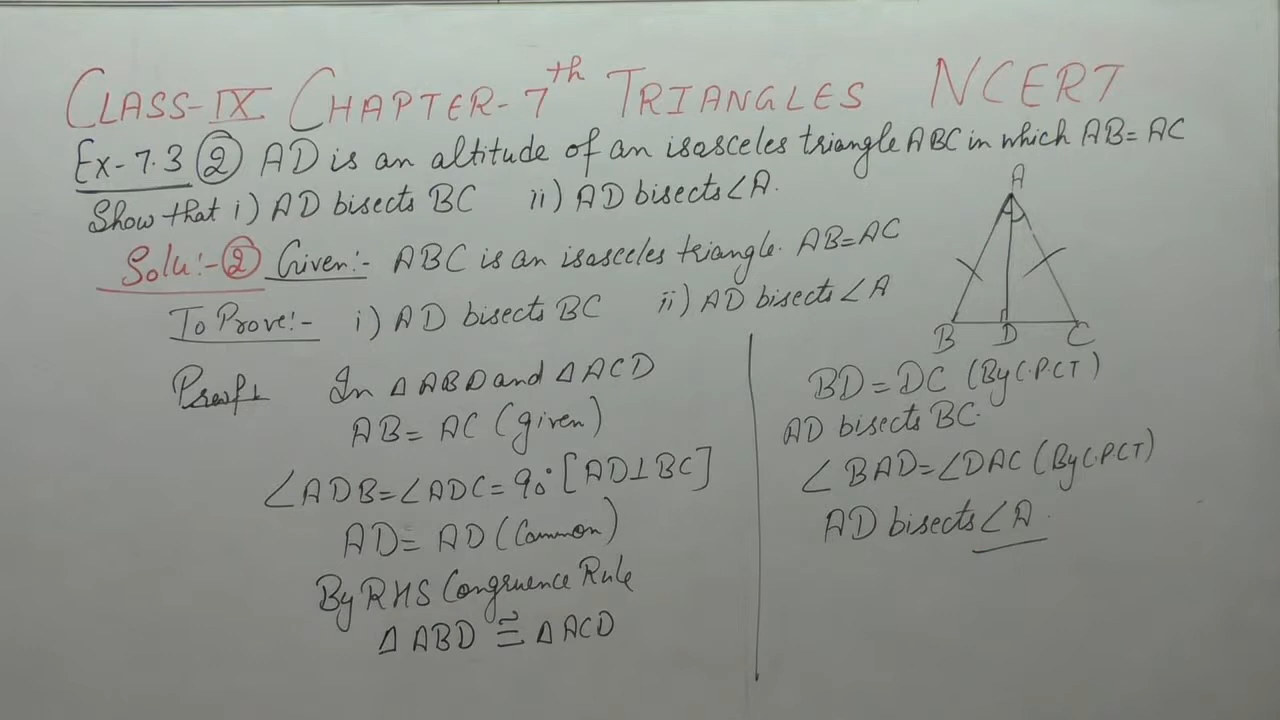 CLASS-IX CHAPTER-7th TRIANGLES NCERT
Ex-7.3 ② AD is an altitude of an isosceles triangle ABC in which AB=AC
Show that i) AD bisects BC ii) AD bisects ∠A.
Solu:-② Given:- ABC is an isosceles triangle. AB=AC
To Prove:- i) AD bisects BC ii) AD bisects ∠A
Proof:- In △ABD and △ACD
AB=AC (given)
∠ADB=∠ADC=90° [AD⊥BC]
AD=AD (Common)
By RHS Congruence Rule
△ABD ≅ △ACD
A
B D C
BD=DC (By C.P.C.T)
AD bisects BC.
∠BAD=∠DAC (By C.P.C.T)
AD bisects ∠A.